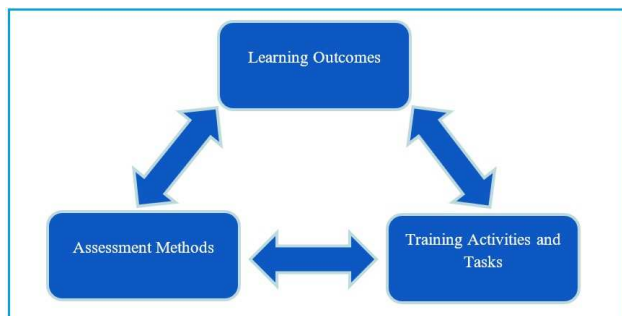 Learning Outcomes
Assessment Methods
Training Activities and
Tasks